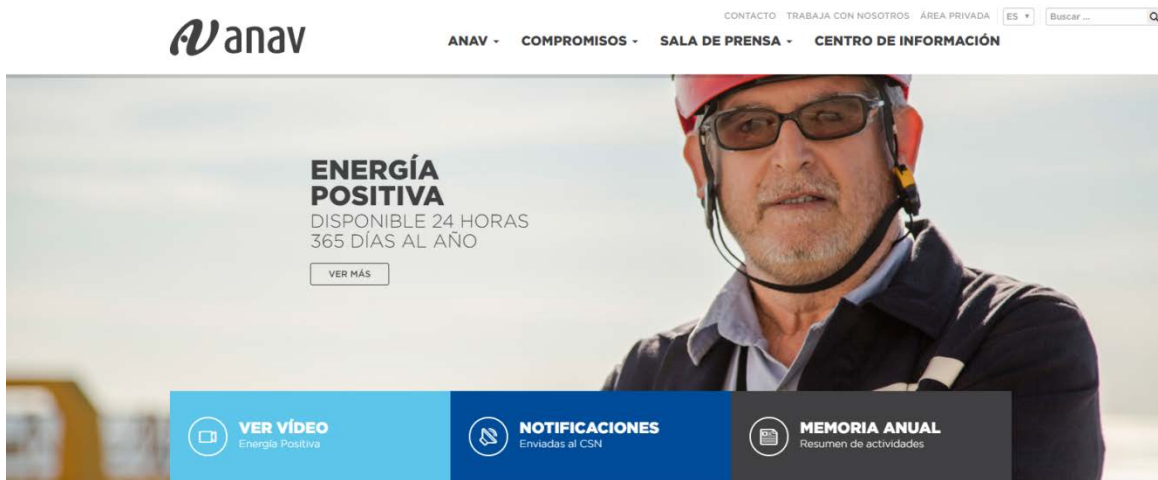 CONTACTO TRABAJA CON NOSOTROS ÁREA PRIVADA ES Buscar ...
anav
ANAV COMPROMISOS SALA DE PRENSA CENTRO DE INFORMACIÓN
ENERGÍA
POSITIVA
DISPONIBLE 24 HORAS
365 DÍAS AL AÑO
VER MÁS
VER VÍDEO
Energía Positiva
NOTIFICACIONES
Enviadas al CSN
MEMORIA ANUAL
Resumen de actividades